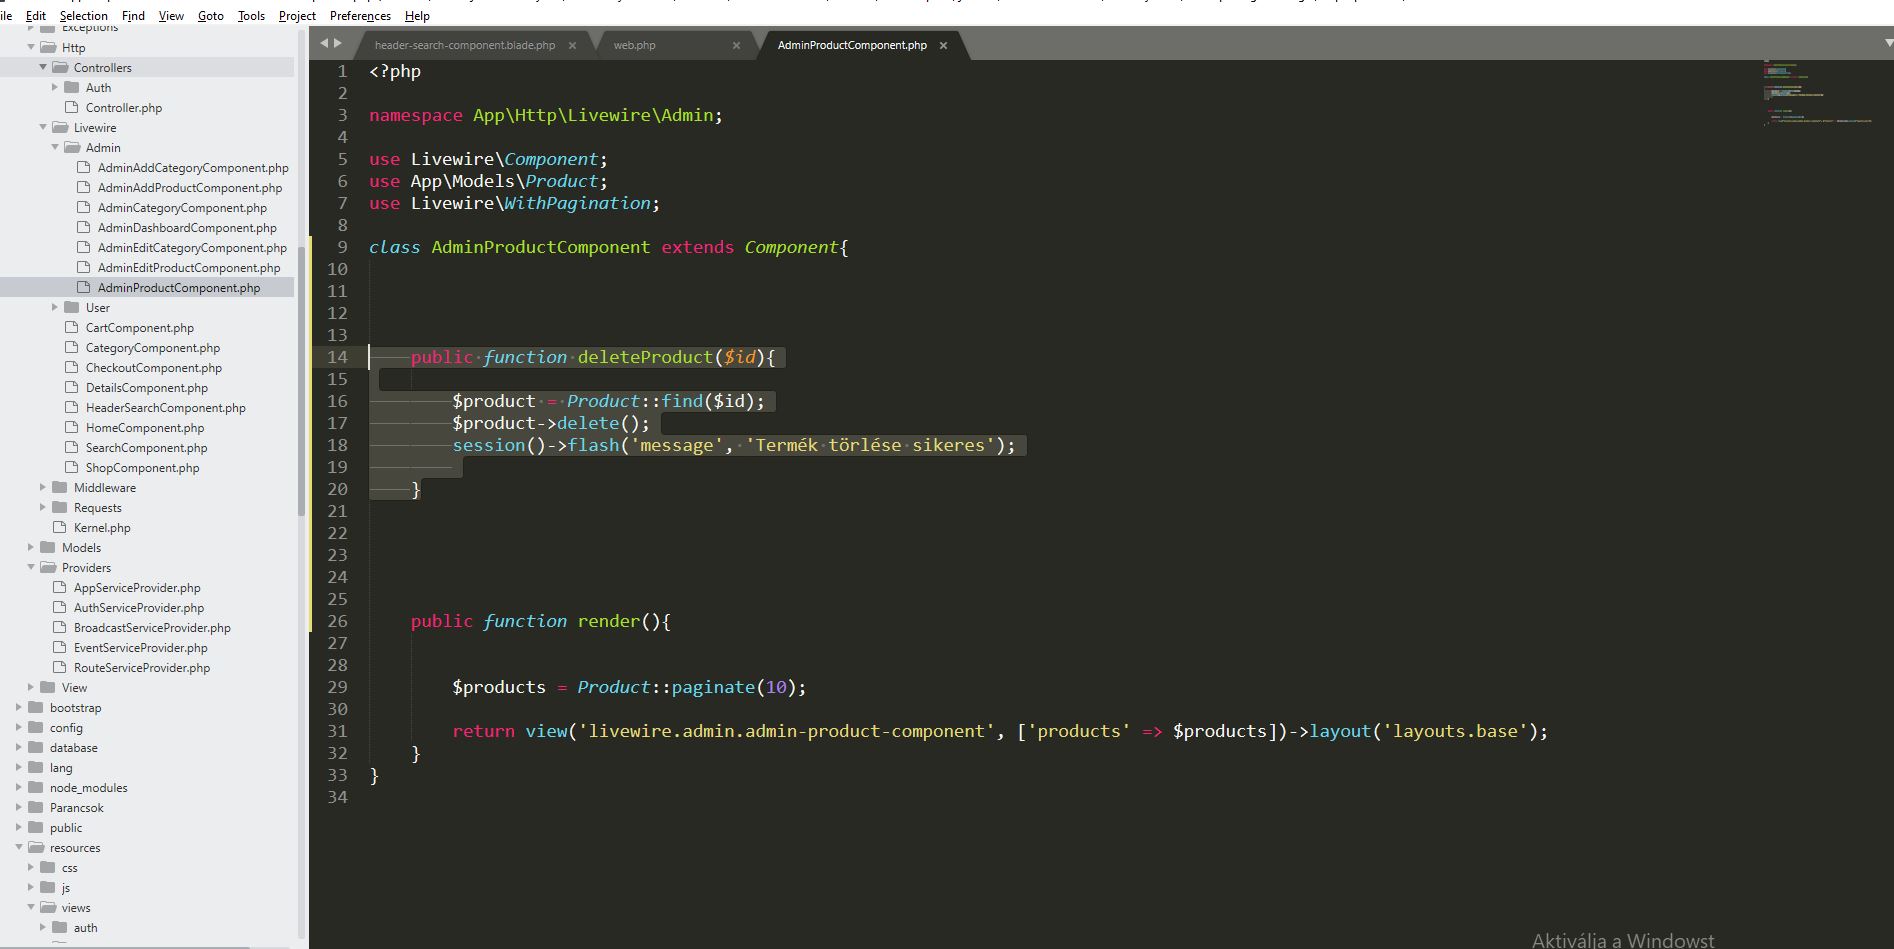 ile Edit Selection Find View Goto Tools Project Preferences Help
Exceptions
Http
Controllers
Auth
Controller.php
Livewire
Admin
AdminAddCategoryComponent.php
AdminAddProductComponent.php
AdminCategoryComponent.php
AdminDashboardComponent.php
AdminEditCategoryComponent.php
AdminEditProductComponent.php
AdminProductComponent.php
User
CartComponent.php
CategoryComponent.php
CheckoutComponent.php
DetailsComponent.php
HeaderSearchComponent.php
HomeComponent.php
SearchComponent.php
ShopComponent.php
Middleware
Requests
Kernel.php
Models
Providers
AppServiceProvider.php
AuthServiceProvider.php
BroadcastServiceProvider.php
EventServiceProvider.php
RouteServiceProvider.php
View
bootstrap
config
database
lang
node_modules
Parancsok
public
resources
css
js
views
auth
header-search-component.blade.php × web.php × AdminProductComponent.php ×
1 <?php
2
3 namespace App\Http\Livewire\Admin;
4
5 use Livewire\Component;
6 use App\Models\Product;
7 use Livewire\WithPagination;
8
9 class AdminProductComponent extends Component{
10
11
12
13
14 public function deleteProduct($id){
15
16 $product = Product::find($id);
17 $product->delete();
18 session()->flash('message', 'Termék törlése sikeres');
19
20 }
21
22
23
24
25
26 public function render(){
27
28
29 $products = Product::paginate(10);
30
31 return view('livewire.admin.admin-product-component', ['products' => $products])->layout('layouts.base');
32 }
33 }
34
Aktiválja a Windowst